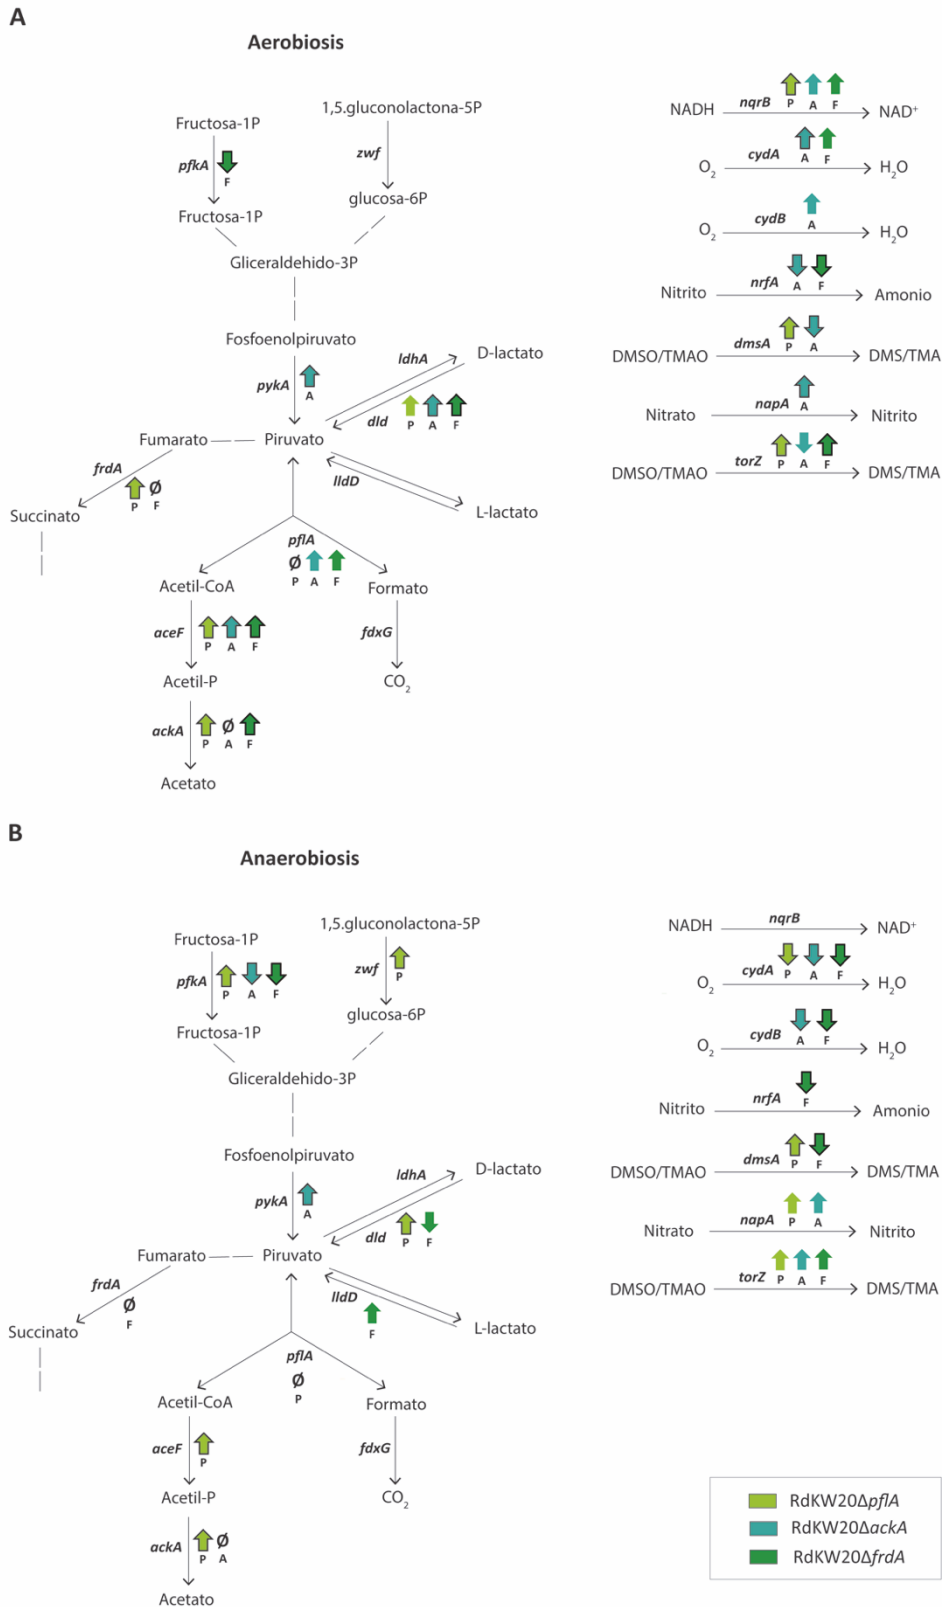 A
Aerobiosis
Fructosa-1P
pfkA
F
Fructosa-1P
1,5.gluconolactona-5P
zwf
glucosa-6P
Gliceraldehido-3P
Fosfoenolpiruvato
pykA
A
ldhA
D-lactato
dld
P A F
Fumarato
Piruvato
frdA
Ø
P F
Succinato
lldD
L-lactato
pflA
Ø
P A F
Acetil-CoA
Formato
aceF
P A F
fdxG
Acetil-P
CO2
ackA
Ø
P A F
Acetato
NADH
nqrB
P A F
NAD+
O2
cydA
A F
H2O
O2
cydB
A
H2O
Nitrito
nrfA
A F
Amonio
DMSO/TMAO
dmsA
P A
DMS/TMA
Nitrato
napA
A
Nitrito
DMSO/TMAO
torZ
P A F
DMS/TMA
B
Anaerobiosis
Fructosa-1P
pfkA
P A F
Fructosa-1P
1,5.gluconolactona-5P
zwf
P
glucosa-6P
Gliceraldehido-3P
Fosfoenolpiruvato
pykA
A
ldhA
D-lactato
dld
P F
Fumarato
Piruvato
frdA
Ø
F
Succinato
lldD
F
L-lactato
pflA
Ø
P
Acetil-CoA
Formato
aceF
P
fdxG
Acetil-P
CO2
ackA
Ø
P A
Acetato
NADH
nqrB
NAD+
O2
cydA
P A F
H2O
O2
cydB
A F
H2O
Nitrito
nrfA
F
Amonio
DMSO/TMAO
dmsA
P F
DMS/TMA
Nitrato
napA
P A
Nitrito
DMSO/TMAO
torZ
P A F
DMS/TMA
RdKW20ΔpflA
RdKW20ΔackA
RdKW20ΔfrdA